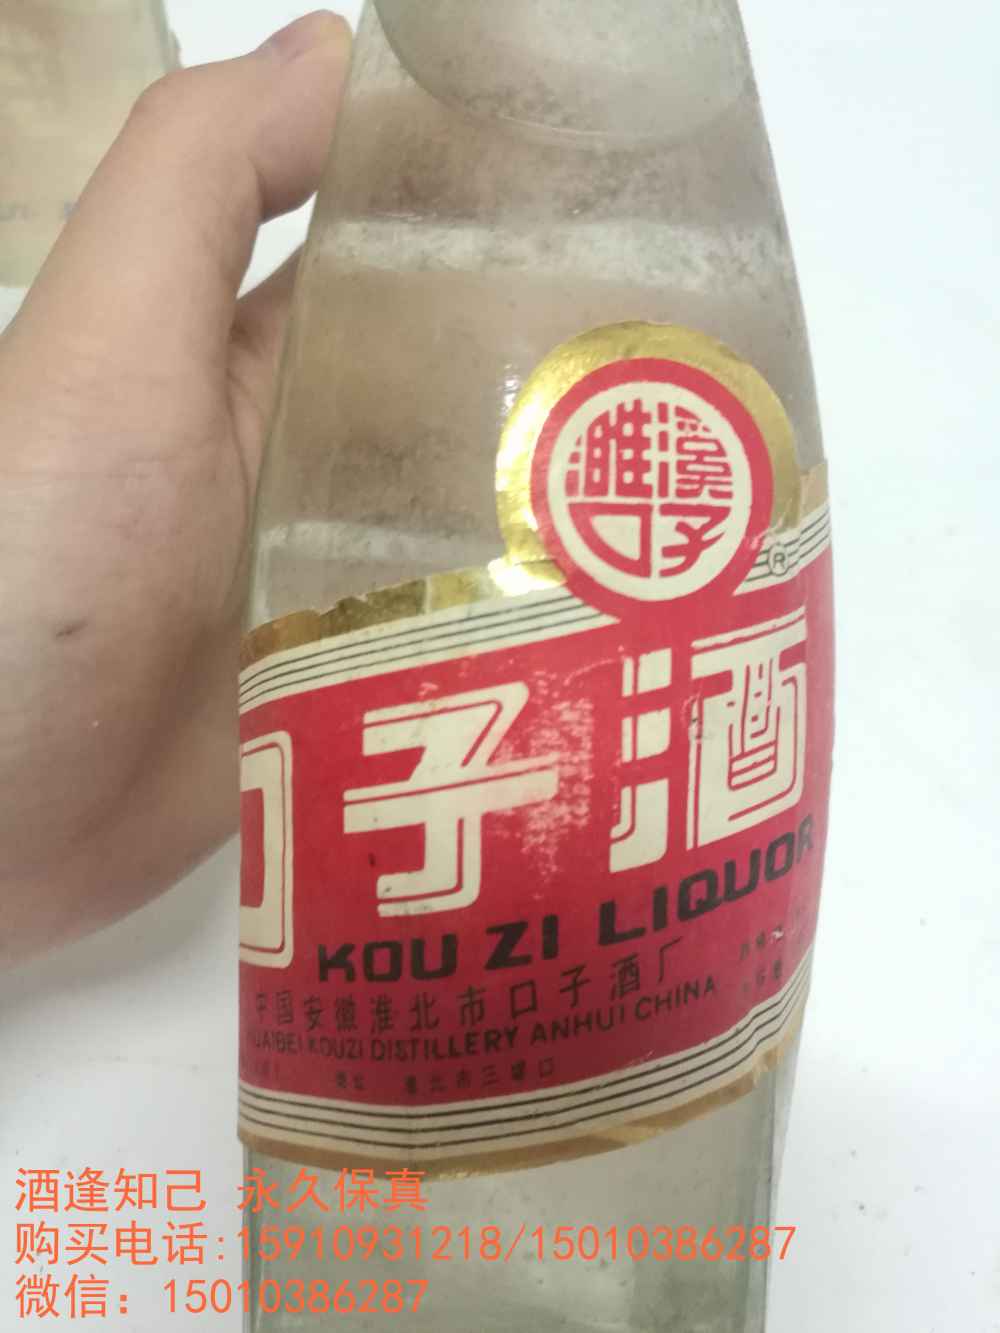 濉溪
口子
®
口子酒
KOU ZI LIQUOR
中国安徽淮北市口子酒厂
HUAIBEI KOUZI DISTILLERY ANHUI CHINA
淮北市三堤口
酒逢知己 永久保真
购买电话:15910931218/15010386287
微信：15010386287